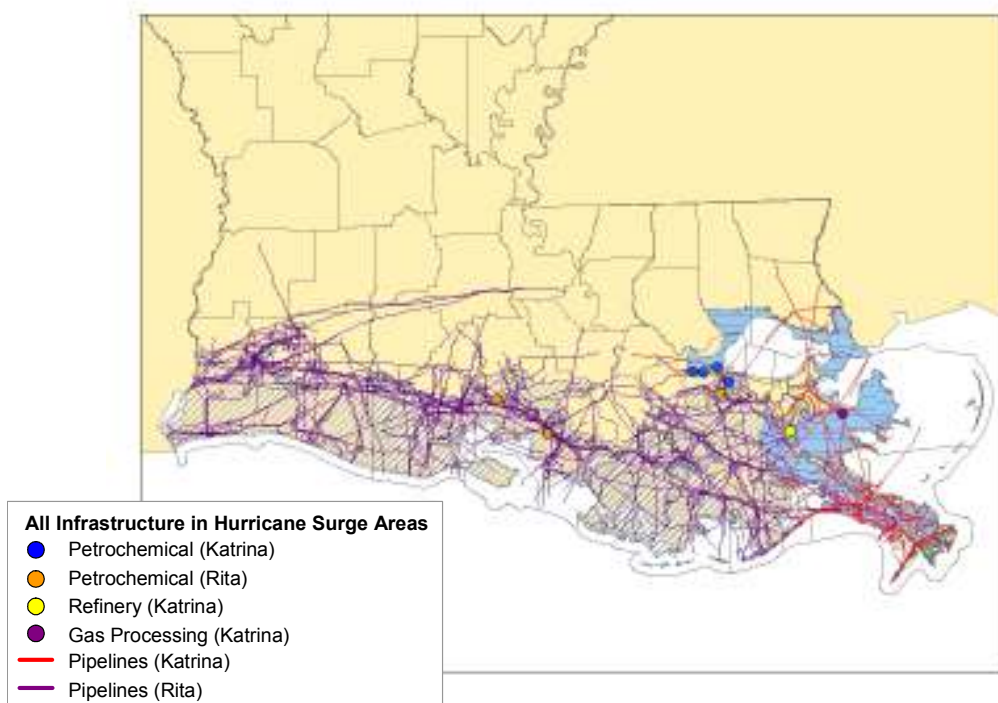 All Infrastructure in Hurricane Surge Areas
Petrochemical (Katrina)
Petrochemical (Rita)
Refinery (Katrina)
Gas Processing (Katrina)
Pipelines (Katrina)
Pipelines (Rita)